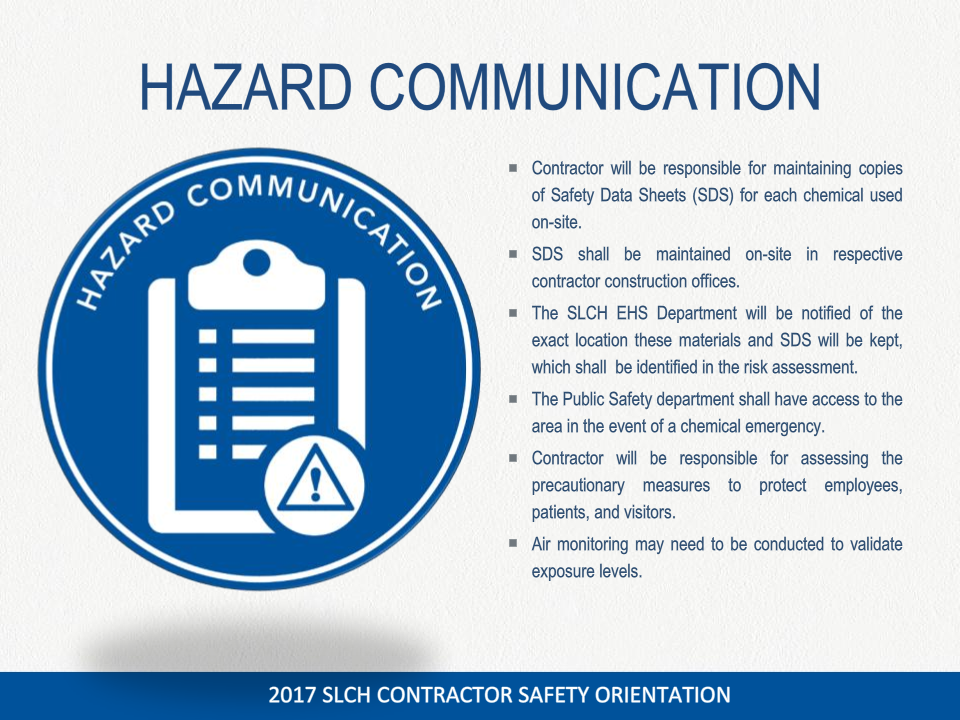 HAZARD COMMUNICATION
HAZARD COMMUNICATION
■ Contractor will be responsible for maintaining copies
of Safety Data Sheets (SDS) for each chemical used
on-site.
■ SDS shall be maintained on-site in respective
contractor construction offices.
■ The SLCH EHS Department will be notified of the
exact location these materials and SDS will be kept,
which shall be identified in the risk assessment.
■ The Public Safety department shall have access to the
area in the event of a chemical emergency.
■ Contractor will be responsible for assessing the
precautionary measures to protect employees,
patients, and visitors.
■ Air monitoring may need to be conducted to validate
exposure levels.
2017 SLCH CONTRACTOR SAFETY ORIENTATION